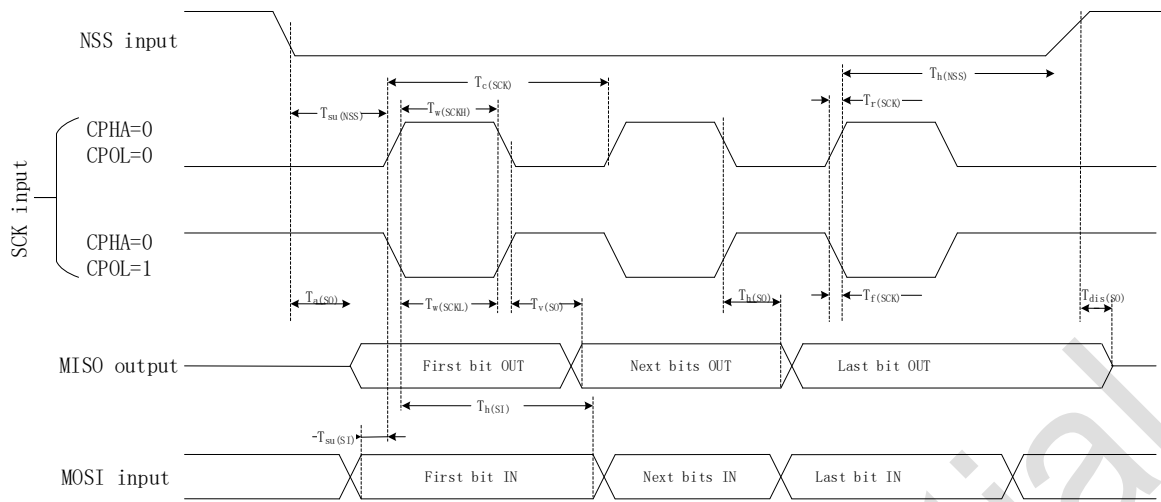 NSS input
Tc(SCK)
Th(NSS)
Tsu(NSS)
Tw(SCKH)
Tr(SCK)
CPHA=0
CPOL=0
SCK input
CPHA=0
CPOL=1
Ta(SO)
Tw(SCKL)
Tv(SO)
Th(SO)
Tf(SCK)
Tdis(SO)
MISO output
First bit OUT
Next bits OUT
Last bit OUT
Th(SI)
Tsu(SI)
MOSI input
First bit IN
Next bits IN
Last bit IN